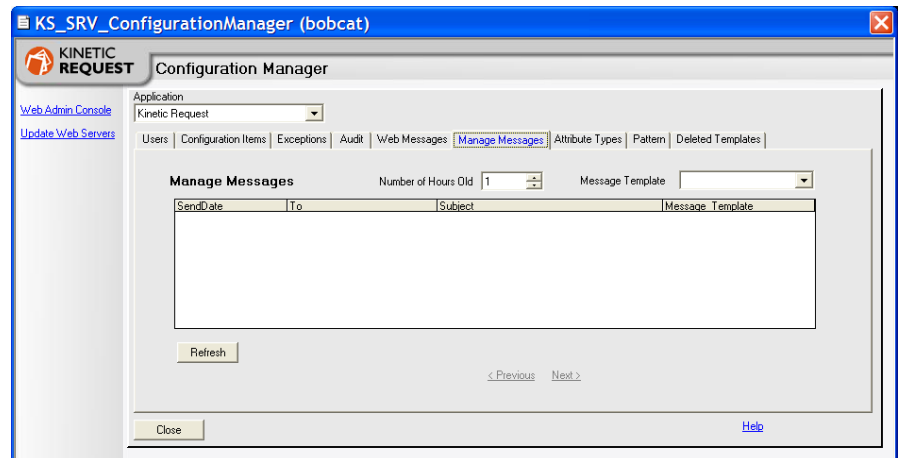 KS_SRV_ConfigurationManager (bobcat)
KINETIC
REQUEST
Configuration Manager
Web Admin Console
Update Web Servers
Application
Kinetic Request
Users Configuration Items Exceptions Audit Web Messages Manage Messages Attribute Types Pattern Deleted Templates
Manage Messages Number of Hours Old 1 Message Template
SendDate To Subject Message Template
Refresh
< Previous Next >
Close Help